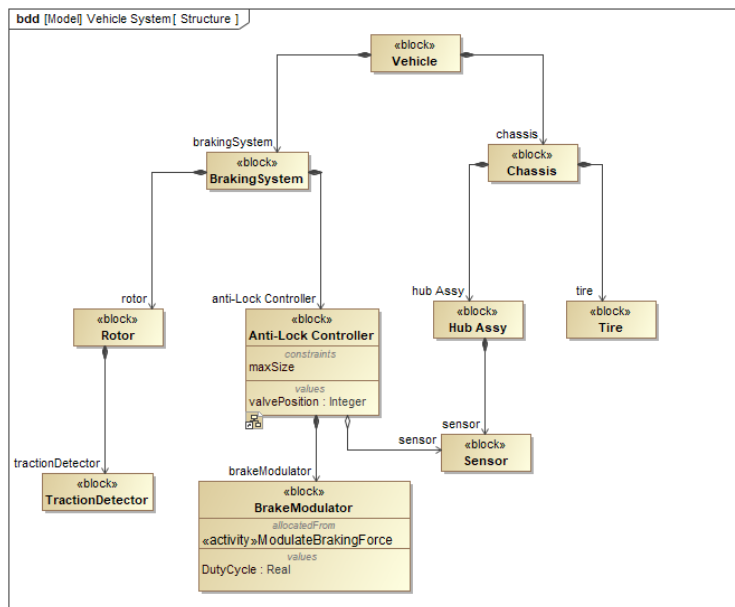 bdd [Model] Vehicle System[ Structure ]
«block»
Vehicle
brakingSystem
chassis
«block»
BrakingSystem
«block»
Chassis
rotor
anti-Lock Controller
hub Assy
tire
«block»
Rotor
«block»
Anti-Lock Controller
constraints
maxSize
values
valvePosition : Integer
«block»
Hub Assy
«block»
Tire
sensor
sensor
«block»
Sensor
tractionDetector
«block»
TractionDetector
brakeModulator
«block»
BrakeModulator
allocatedFrom
«activity»ModulateBrakingForce
values
DutyCycle : Real